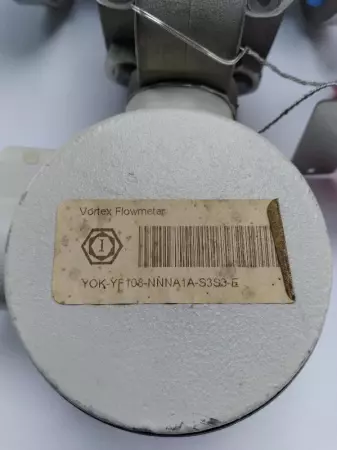 Vortex Flowmeter
I
YOK-YF108-NNNA1A-S3S3-E